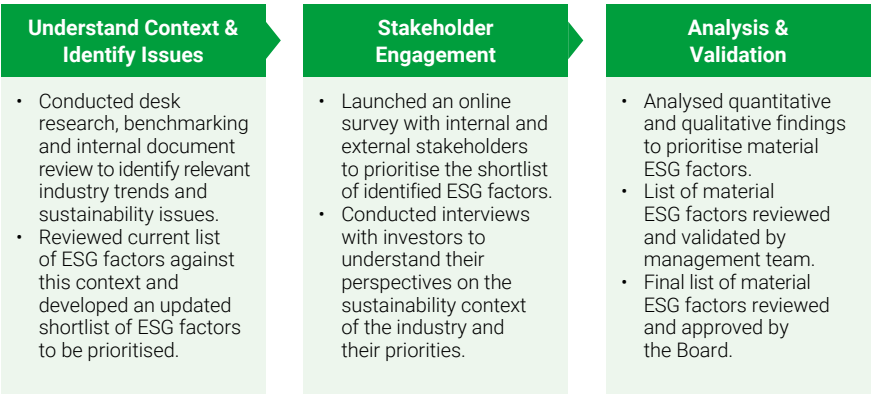 Understand Context &
Identify Issues
• Conducted desk
research, benchmarking
and internal document
review to identify relevant
industry trends and
sustainability issues.
• Reviewed current list
of ESG factors against
this context and
developed an updated
shortlist of ESG factors
to be prioritised.
Stakeholder
Engagement
• Launched an online
survey with internal and
external stakeholders
to prioritise the shortlist
of identified ESG factors.
• Conducted interviews
with investors to
understand their
perspectives on the
sustainability context
of the industry and
their priorities.
Analysis &
Validation
• Analysed quantitative
and qualitative findings
to prioritise material
ESG factors.
• List of material
ESG factors reviewed
and validated by
management team.
• Final list of material
ESG factors reviewed
and approved by
the Board.